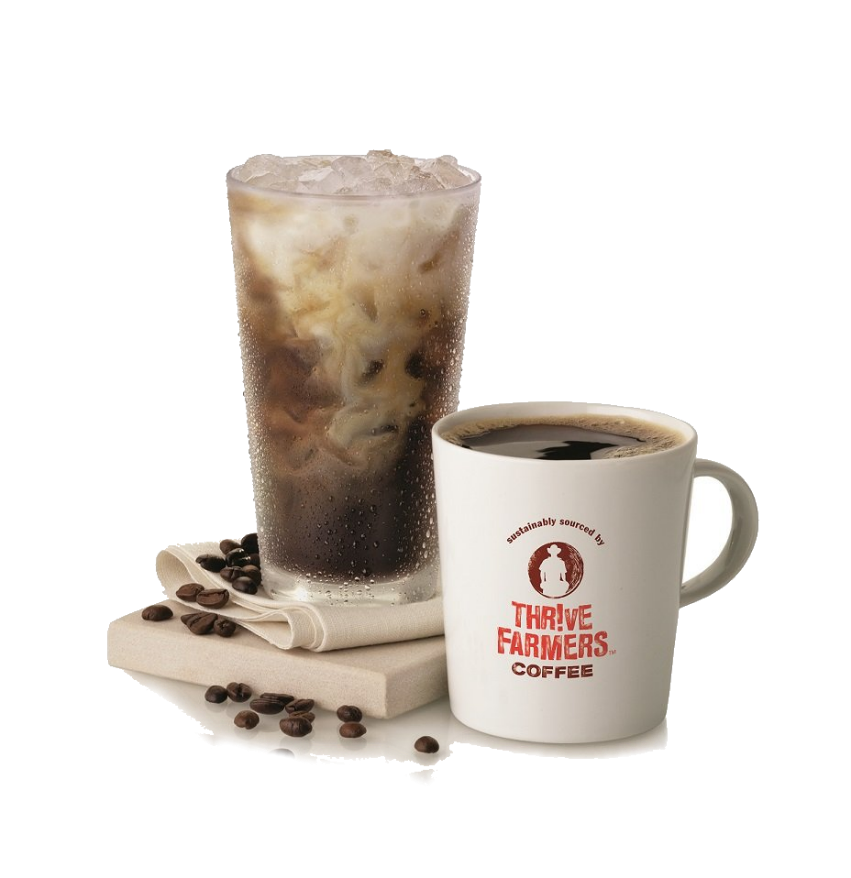 sustainably sourced by
THR!VE
FARMERS™
COFFEE